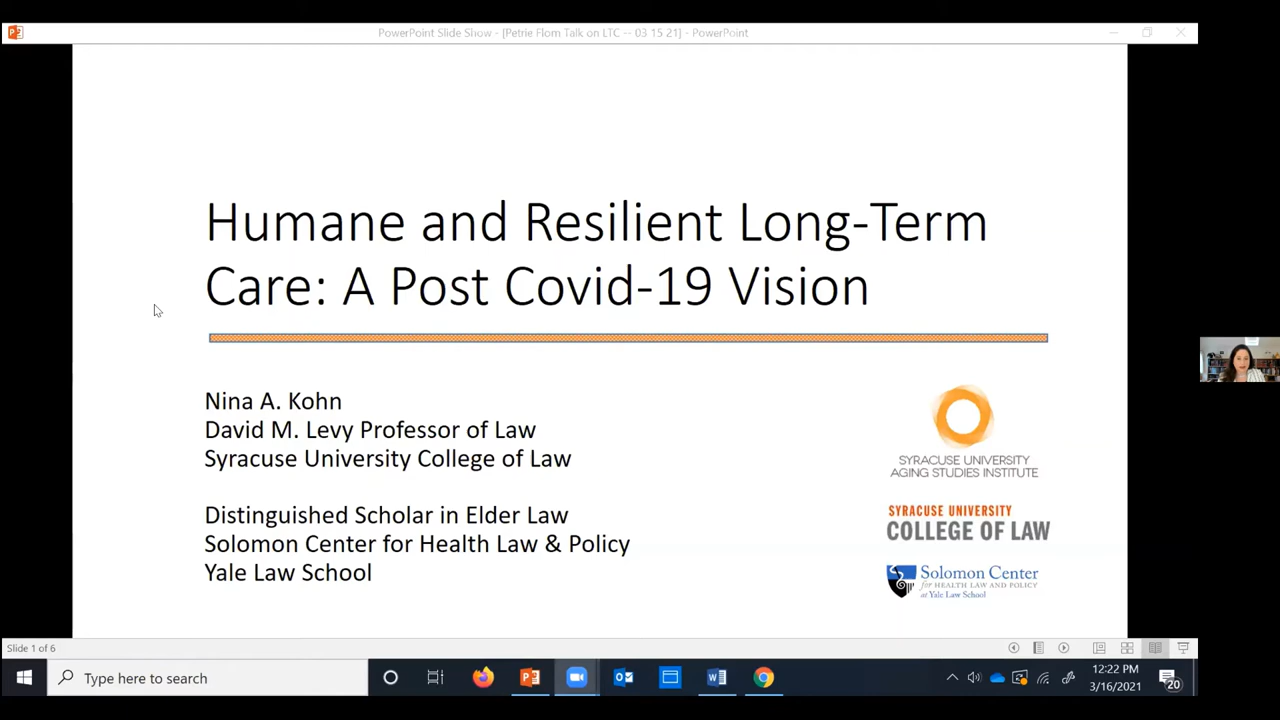 PowerPoint Slide Show - [Petrie Flom Talk on LTC -- 03 15 21] - PowerPoint
Humane and Resilient Long-Term
Care: A Post Covid-19 Vision
Nina A. Kohn
David M. Levy Professor of Law
Syracuse University College of Law
Distinguished Scholar in Elder Law
Solomon Center for Health Law & Policy
Yale Law School
SYRACUSE UNIVERSITY
AGING STUDIES INSTITUTE
SYRACUSE UNIVERSITY
COLLEGE OF LAW
Solomon Center
for HEALTH LAW AND POLICY
at Yale Law School
Slide 1 of 6
Type here to search
12:22 PM
3/16/2021
20